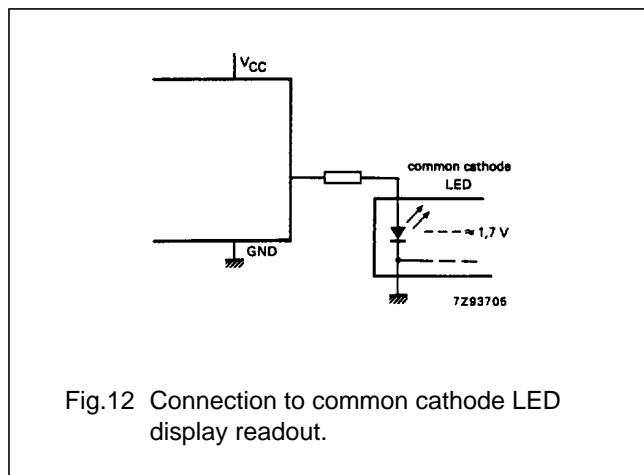 VCC
common cathode
LED
≈ 1,7 V
GND
7Z93706
Fig.12 Connection to common cathode LED
display readout.